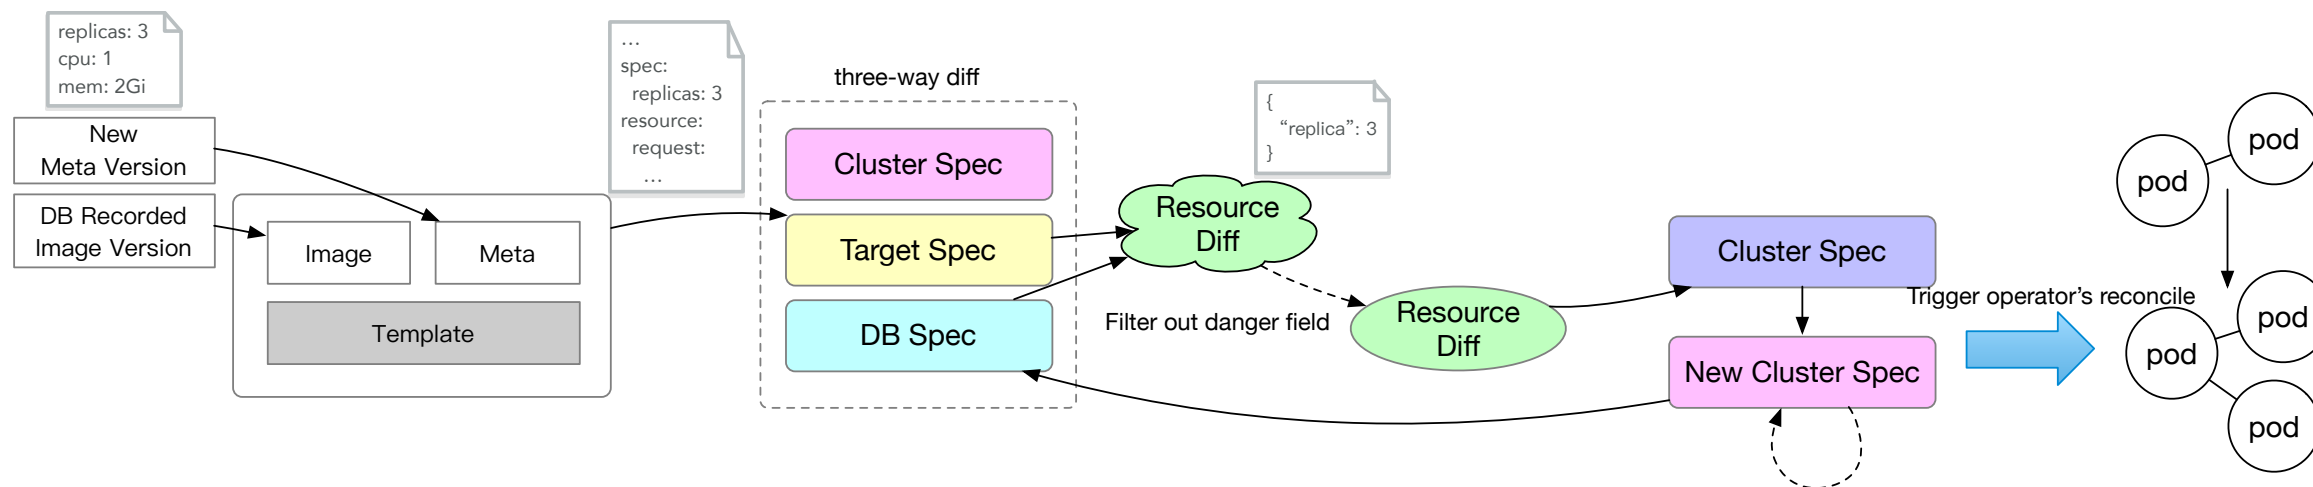 replicas: 3
cpu: 1
mem: 2Gi
New
Meta Version
DB Recorded
Image Version
Image
Meta
Template
...
spec:
replicas: 3
resource:
request:
...
three-way diff
Cluster Spec
Target Spec
DB Spec
Resource
Diff
{
“replica”: 3
}
Filter out danger field
Resource
Diff
Cluster Spec
New Cluster Spec
Trigger operator’s reconcile
pod
pod
pod
pod
pod